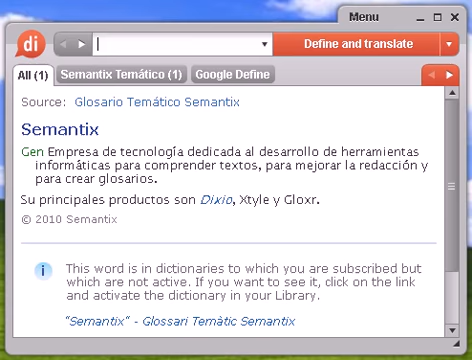 Menu
di
Define and translate
All (1) Semantix Temático (1) Google Define
Source: Glosario Temático Semantix
Semantix
Gen Empresa de tecnología dedicada al desarrollo de herramientas
informáticas para comprender textos, para mejorar la redacción y
para crear glosarios.
Su principales productos son Dixio, Xtyle y Gloxr.
© 2010 Semantix
i
This word is in dictionaries to which you are subscribed but
which are not active. If you want to see it, click on the link
and activate the dictionary in your Library.
"Semantix" - Glossari Temàtic Semantix